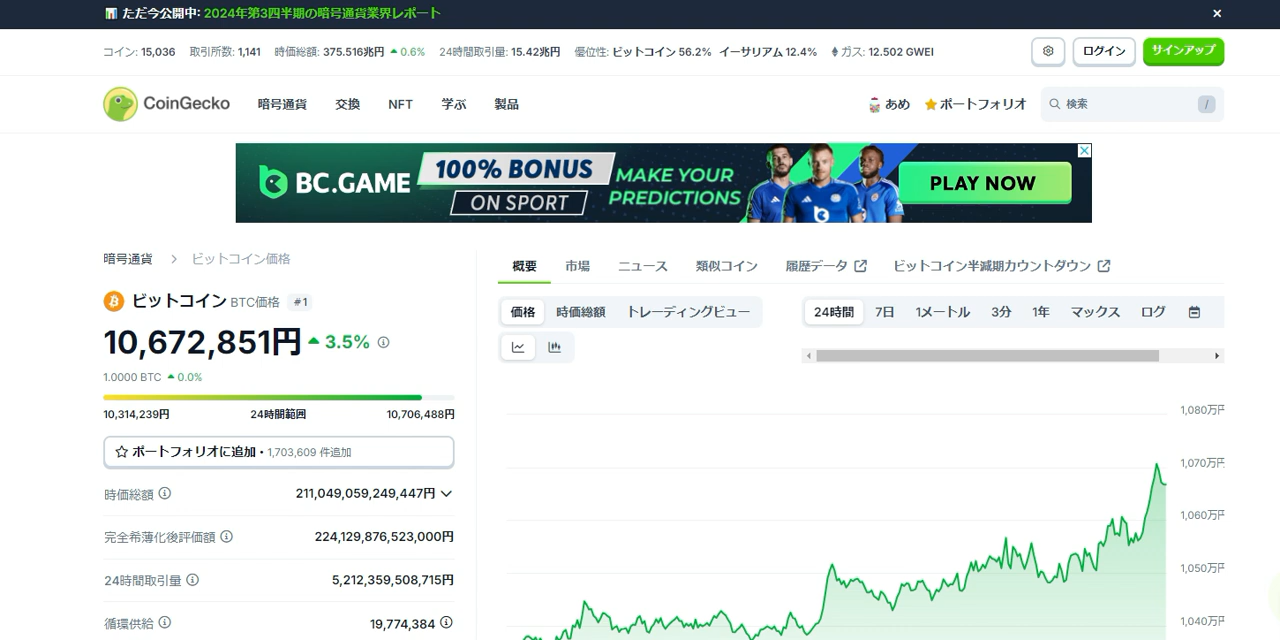 ただ今公開中: 2024年第3四半期の暗号通貨業界レポート
コイン: 15,036 取引所数: 1,141 時価総額: 375.516兆円 0.6% 24時間取引量: 15.42兆円 優位性: ビットコイン 56.2% イーサリアム 12.4% ガス: 12.502 GWEI
ログイン サインアップ
CoinGecko 暗号通貨 交換 NFT 学ぶ 製品 あめ ポートフォリオ 検索 /
BC.GAME 100% BONUS ON SPORT MAKE YOUR PREDICTIONS PLAY NOW
暗号通貨 > ビットコイン価格
ビットコイン BTC価格 #1
10,672,851円 3.5%
1.0000 BTC 0.0%
10,314,239円 24時間範囲 10,706,488円
ポートフォリオに追加 • 1,703,609 件追加
時価総額 211,049,059,249,447円
完全希薄化後評価額 224,129,876,523,000円
24時間取引量 5,212,359,508,715円
循環供給 19,774,384
概要 市場 ニュース 類似コイン 履歴データ ビットコイン半減期カウントダウン
価格 時価総額 トレーディングビュー 24時間 7日 1メートル 3分 1年 マックス ログ
1,080万円
1,070万円
1,060万円
1,050万円
1,040万円